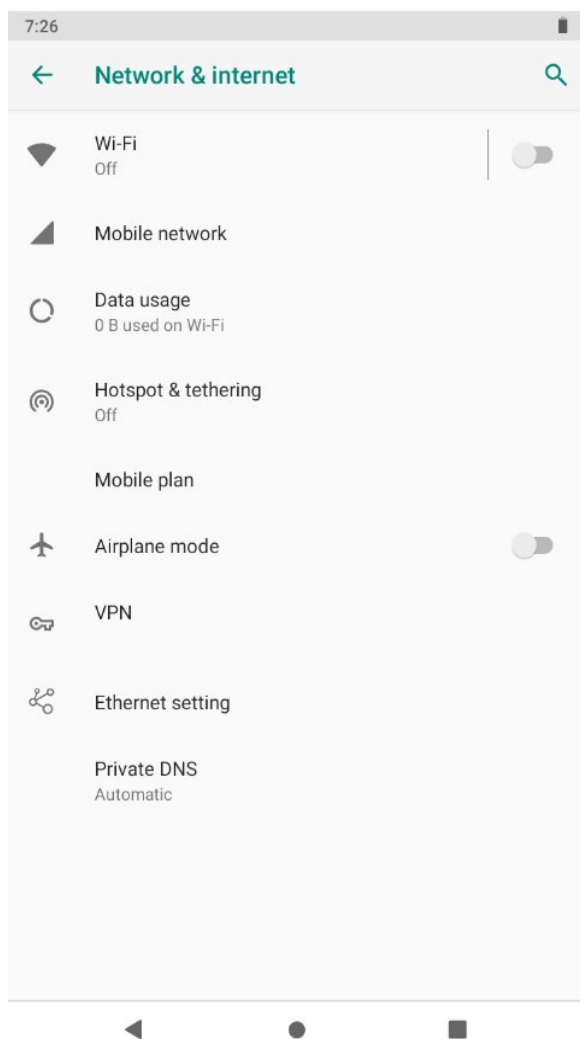 7:26
Network & internet
Wi-Fi
Off
Mobile network
Data usage
0 B used on Wi-Fi
Hotspot & tethering
Off
Mobile plan
Airplane mode
VPN
Ethernet setting
Private DNS
Automatic